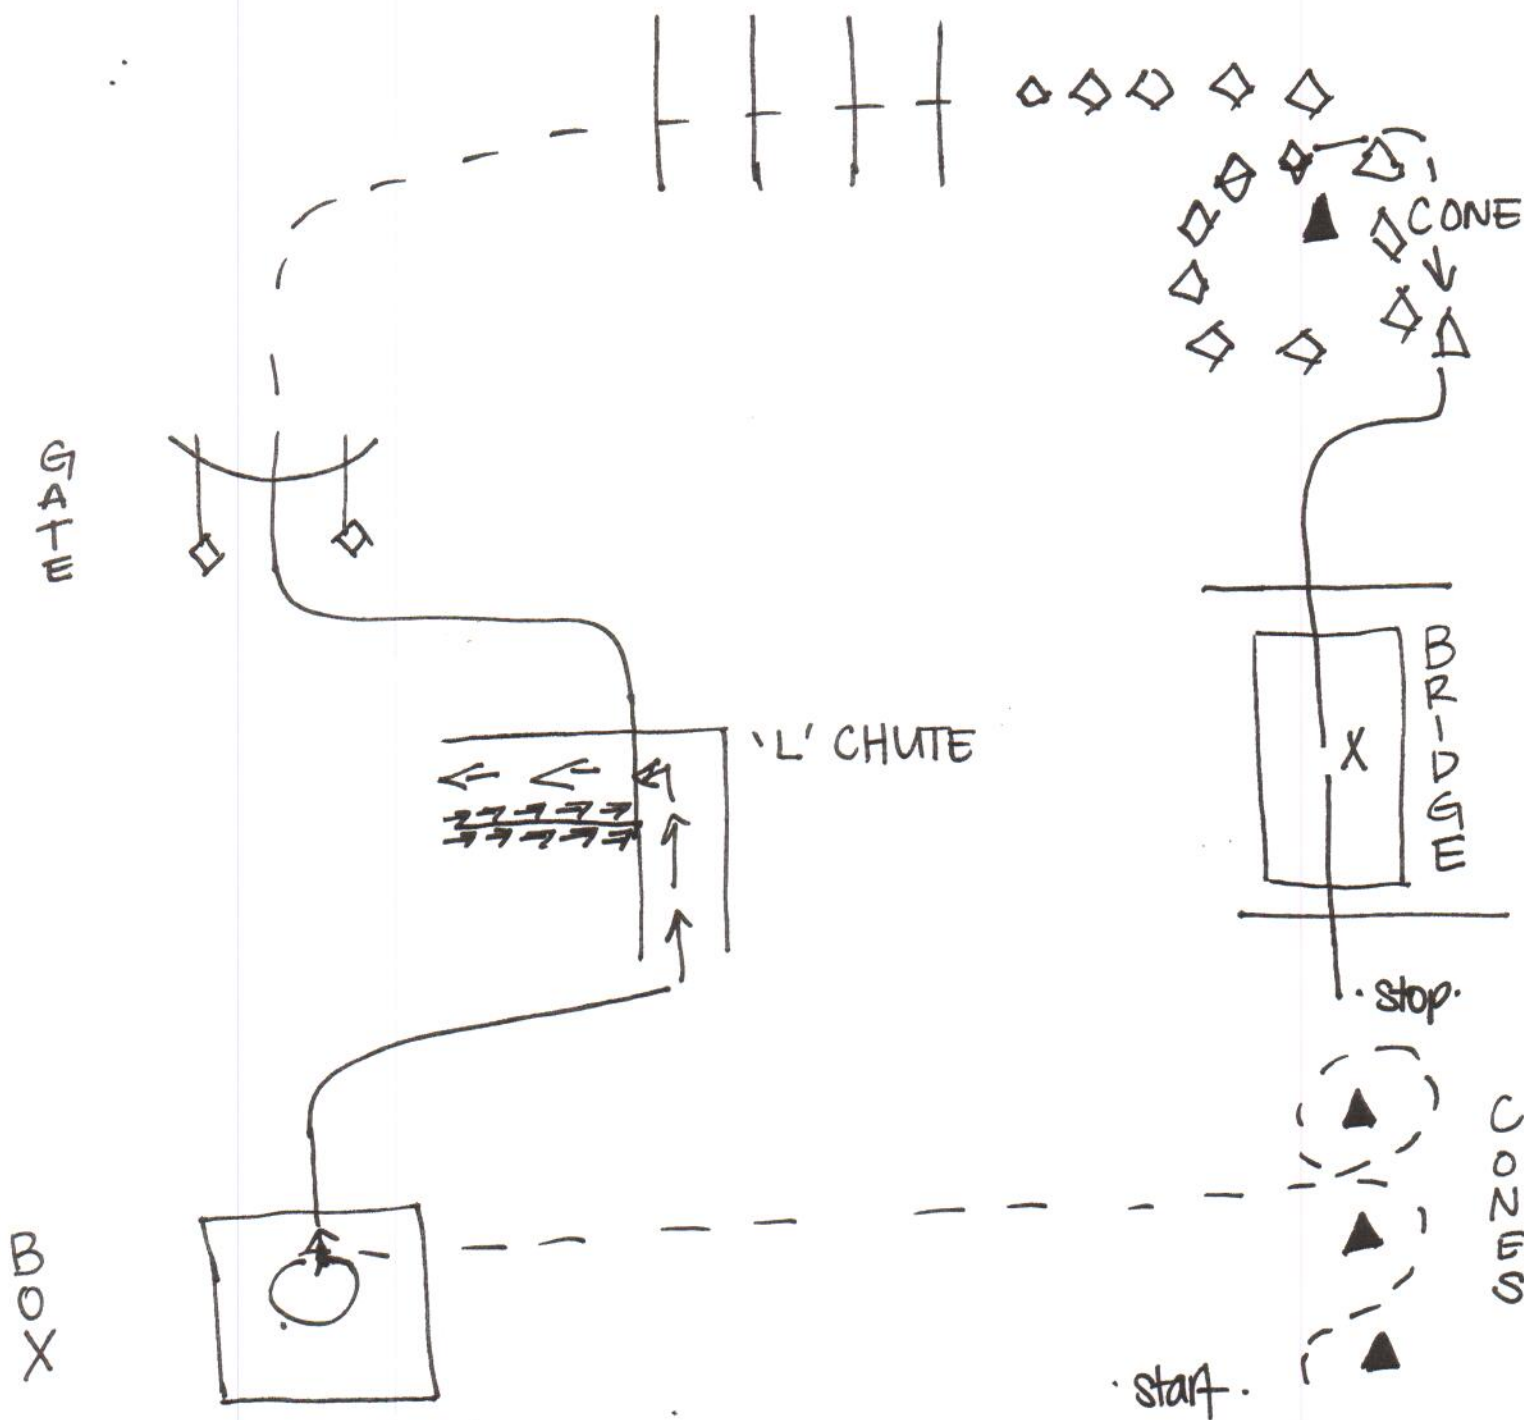 CONE
GATE
'L' CHUTE
BRIDGE
X
·stop.
CONES
BOX
·start.